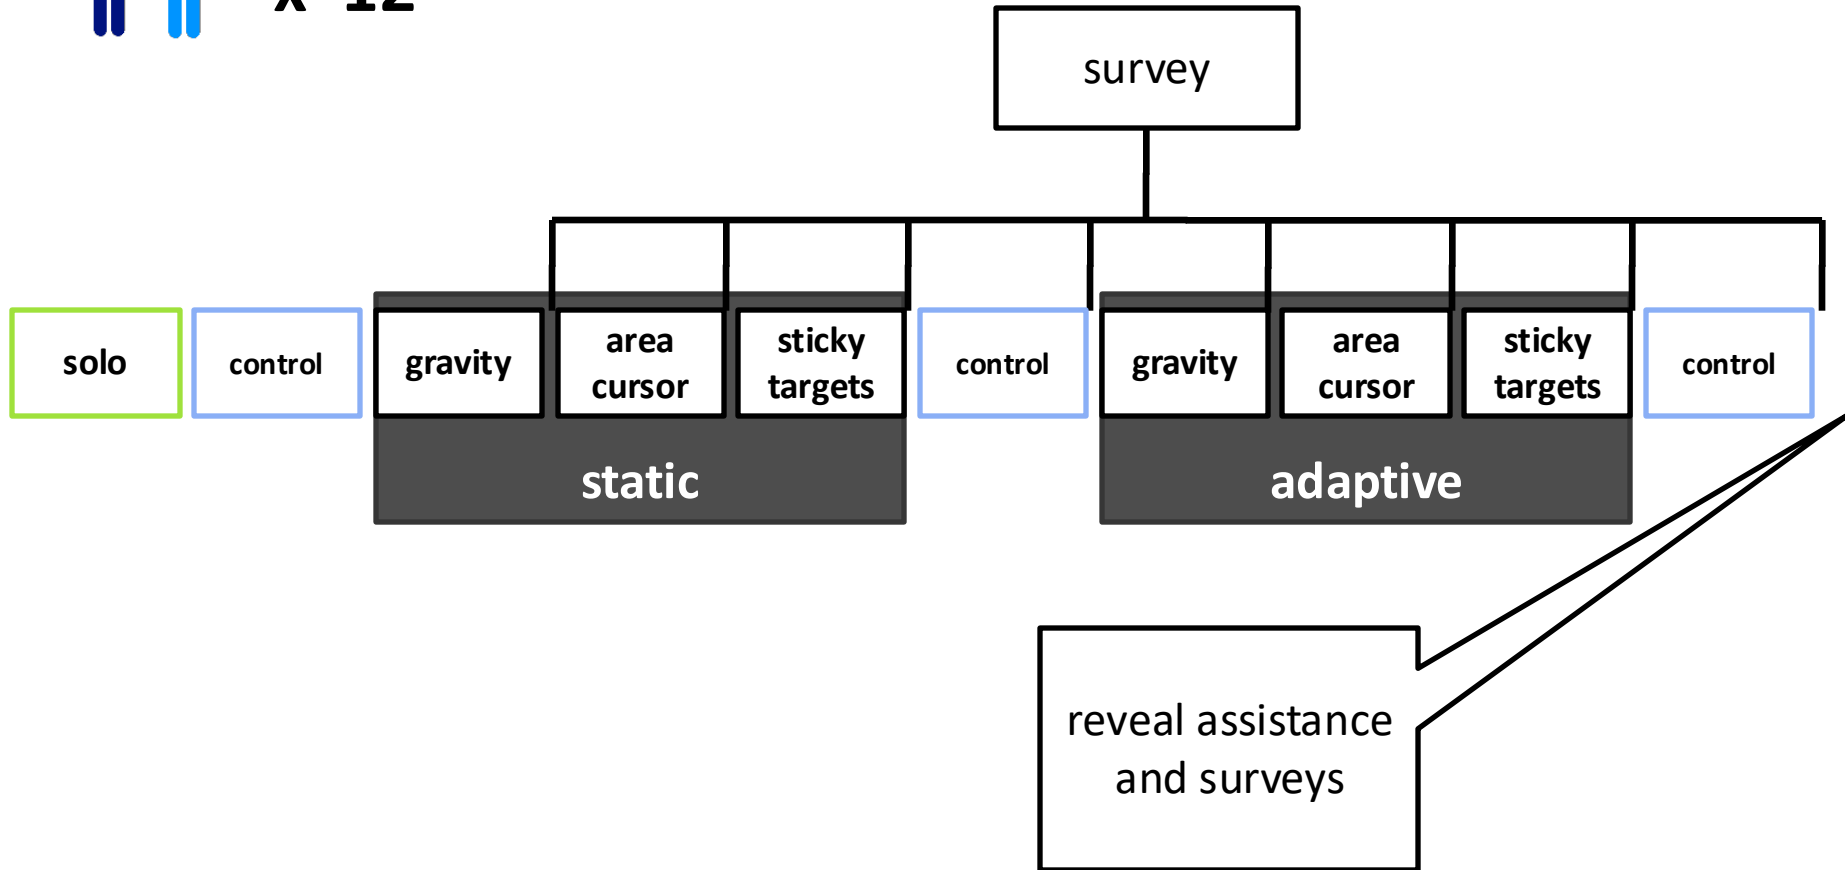 x 12
survey
solo
control
gravity
area
cursor
sticky
targets
control
gravity
area
cursor
sticky
targets
control
static
adaptive
reveal assistance
and surveys